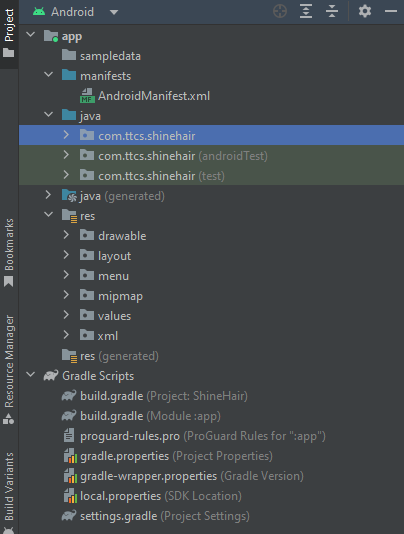 Project
Bookmarks
Resource Manager
Build Variants
Android
app
sampledata
manifests
MF AndroidManifest.xml
java
com.ttcs.shinehair
com.ttcs.shinehair (androidTest)
com.ttcs.shinehair (test)
java (generated)
res
drawable
layout
menu
mipmap
values
xml
res (generated)
Gradle Scripts
build.gradle (Project: ShineHair)
build.gradle (Module :app)
proguard-rules.pro (ProGuard Rules for ":app")
gradle.properties (Project Properties)
gradle-wrapper.properties (Gradle Version)
local.properties (SDK Location)
settings.gradle (Project Settings)